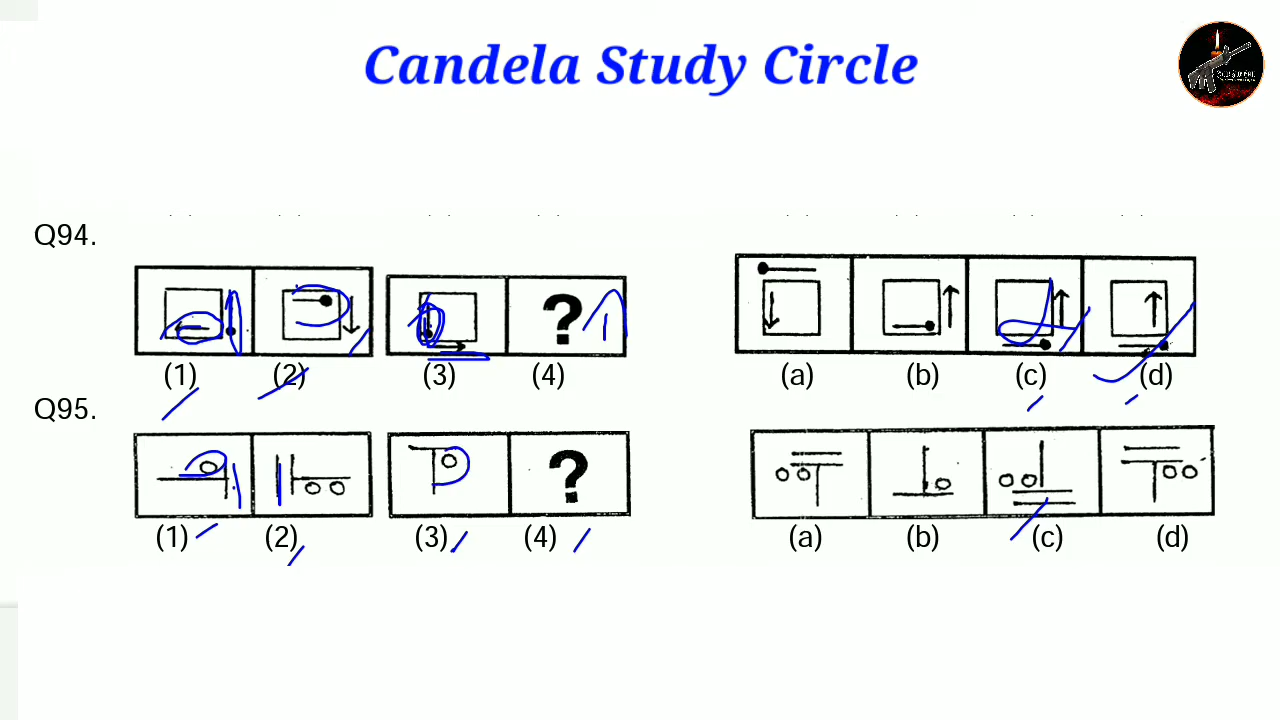 Candela Study Circle
Q94.
?
(1) (2) (3) (4) (a) (b) (c) (d)
Q95.
?
(1) (2) (3) (4) (a) (b) (c) (d)